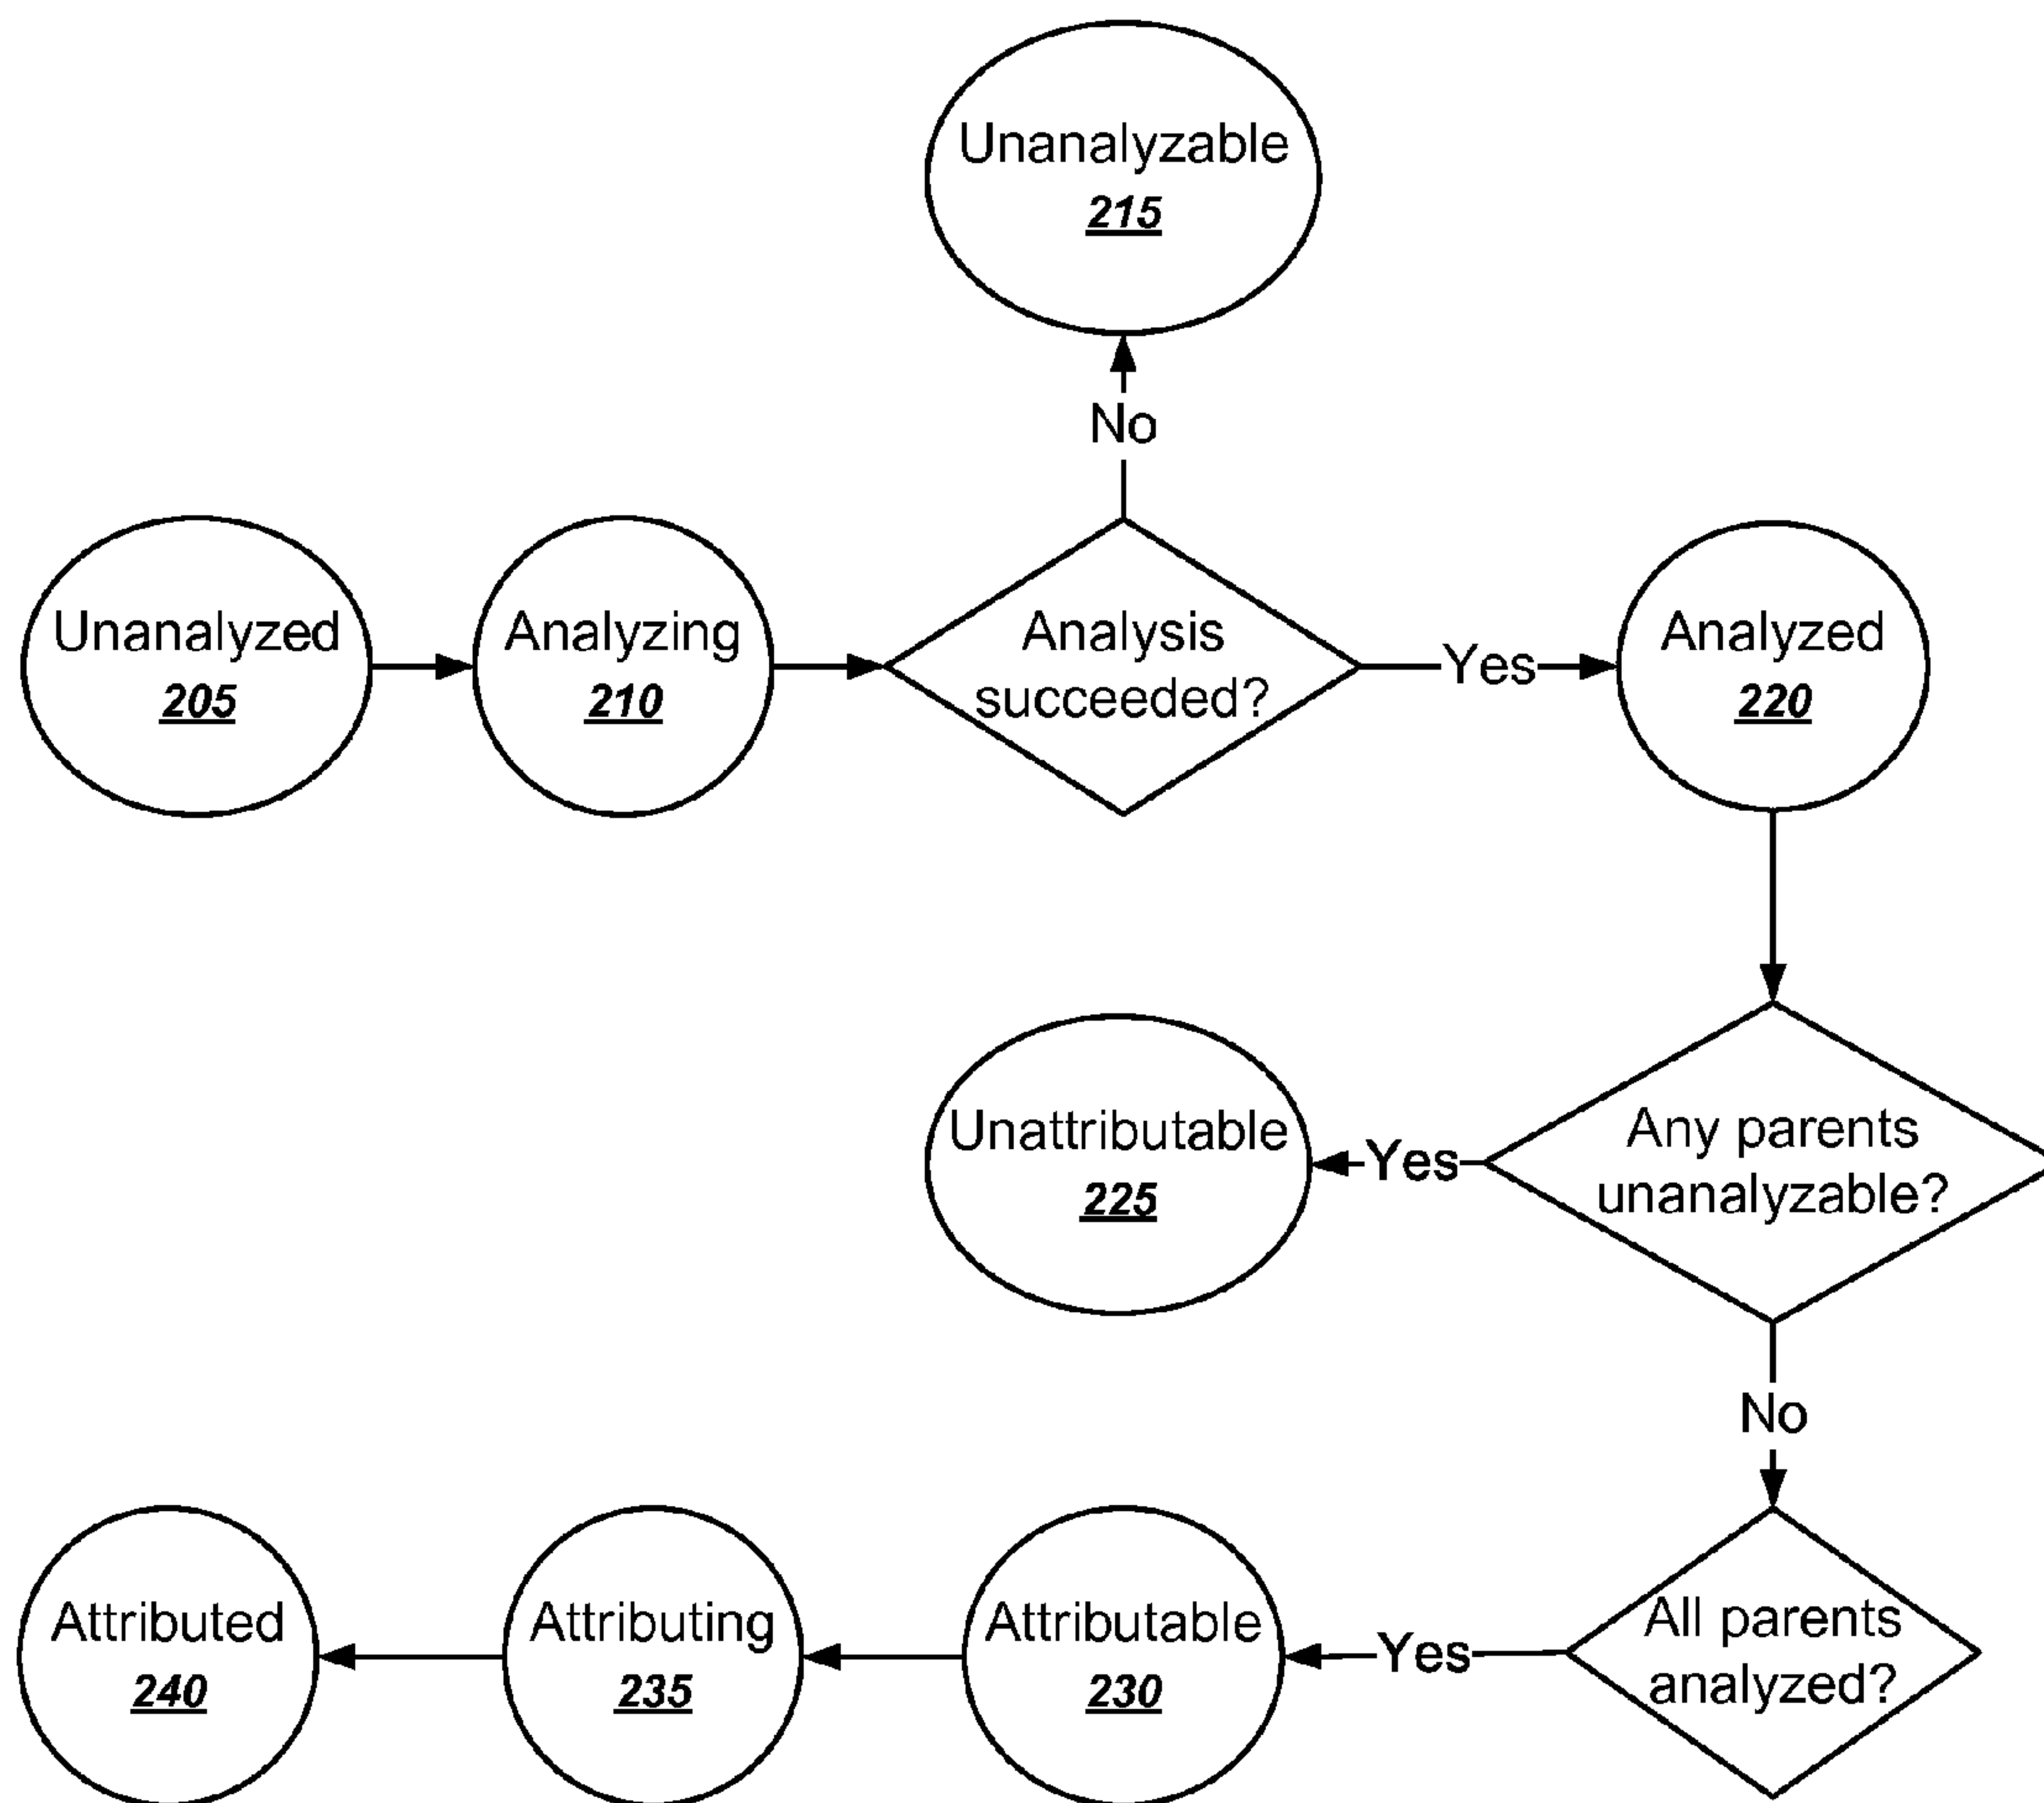 Unanalyzable
215
No
Unanalyzed
205
Analyzing
210
Analysis
succeeded?
Yes
Analyzed
220
Unattributable
225
Yes
Any parents
unanalyzable?
No
Attributed
240
Attributing
235
Attributable
230
Yes
All parents
analyzed?